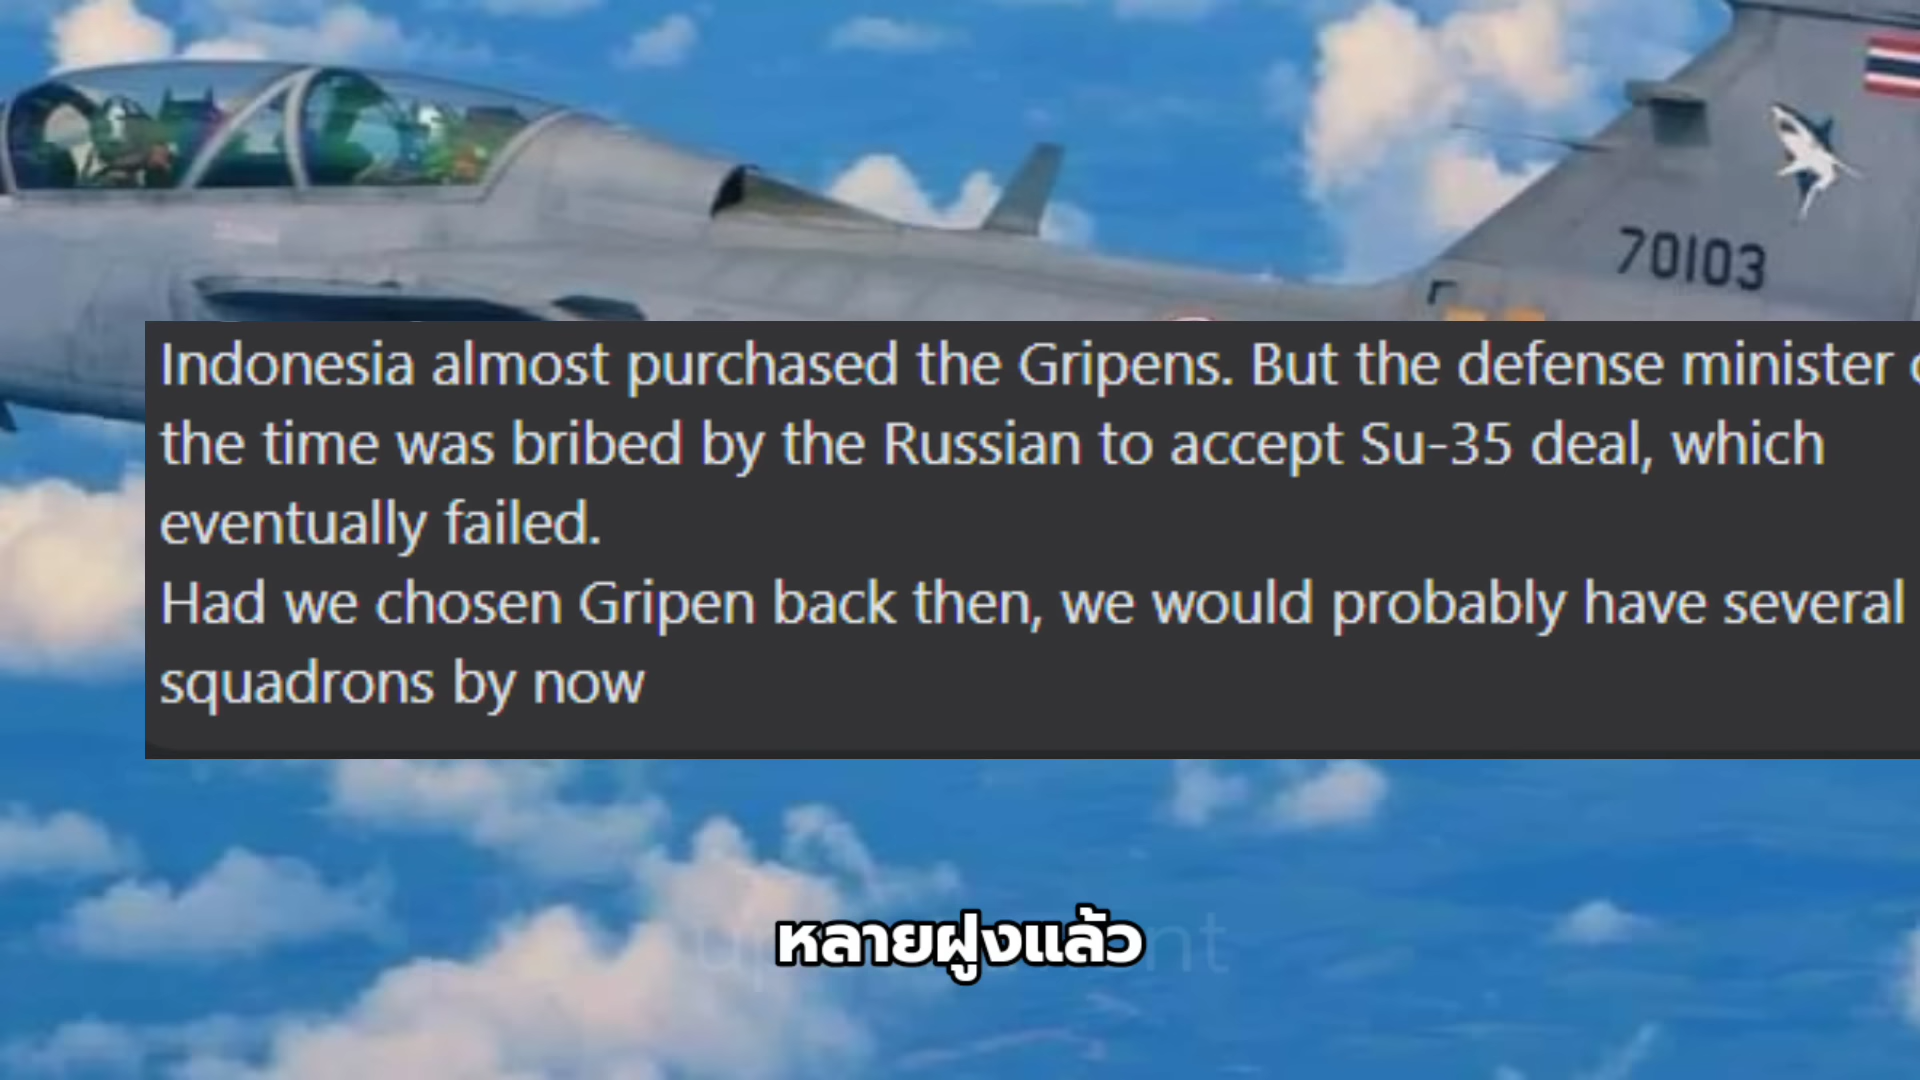 70103
Indonesia almost purchased the Gripens. But the defense minister
the time was bribed by the Russian to accept Su-35 deal, which
eventually failed.
Had we chosen Gripen back then, we would probably have several
squadrons by now
หลายฝูงแล้ว